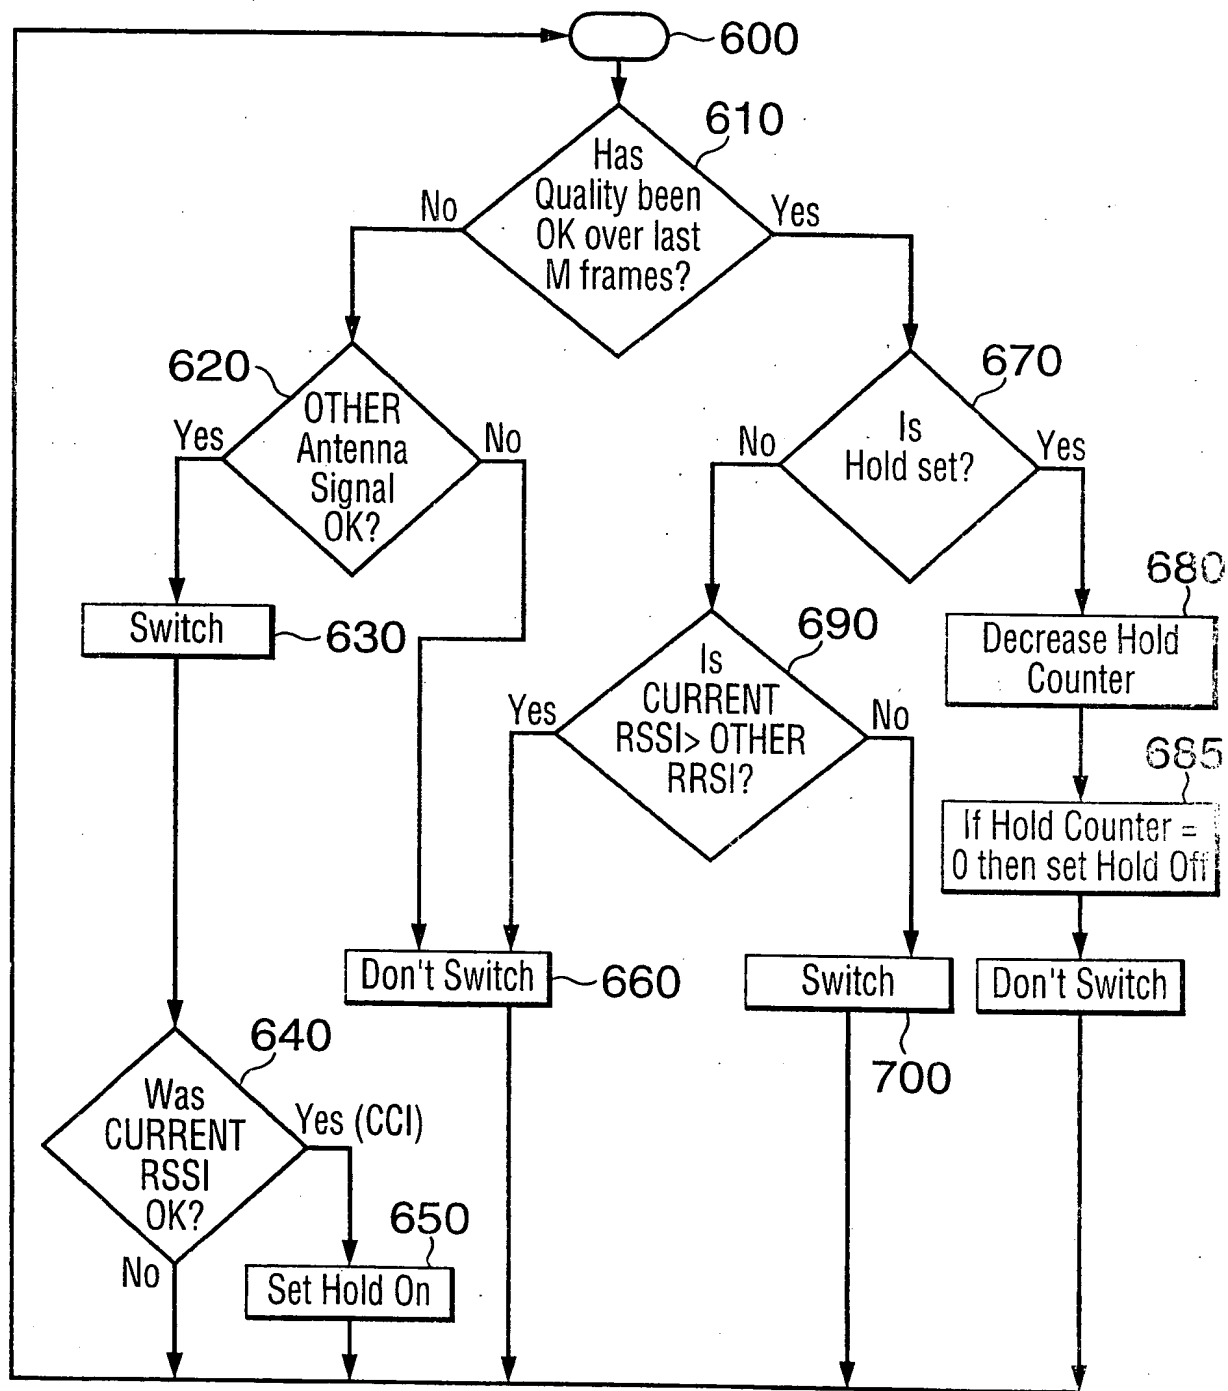 600
610
Has
Quality been
OK over last
M frames?
No
Yes
620
OTHER
Antenna
Signal
OK?
Yes
No
670
Is
Hold set?
No
Yes
Switch
630
690
Is
CURRENT
RSSI> OTHER
RRSI?
Yes
No
680
Decrease Hold
Counter
685
If Hold Counter =
0 then set Hold Off
Don't Switch
660
Switch
700
Don't Switch
640
Was
CURRENT
RSSI
OK?
Yes (CCI)
No
650
Set Hold On